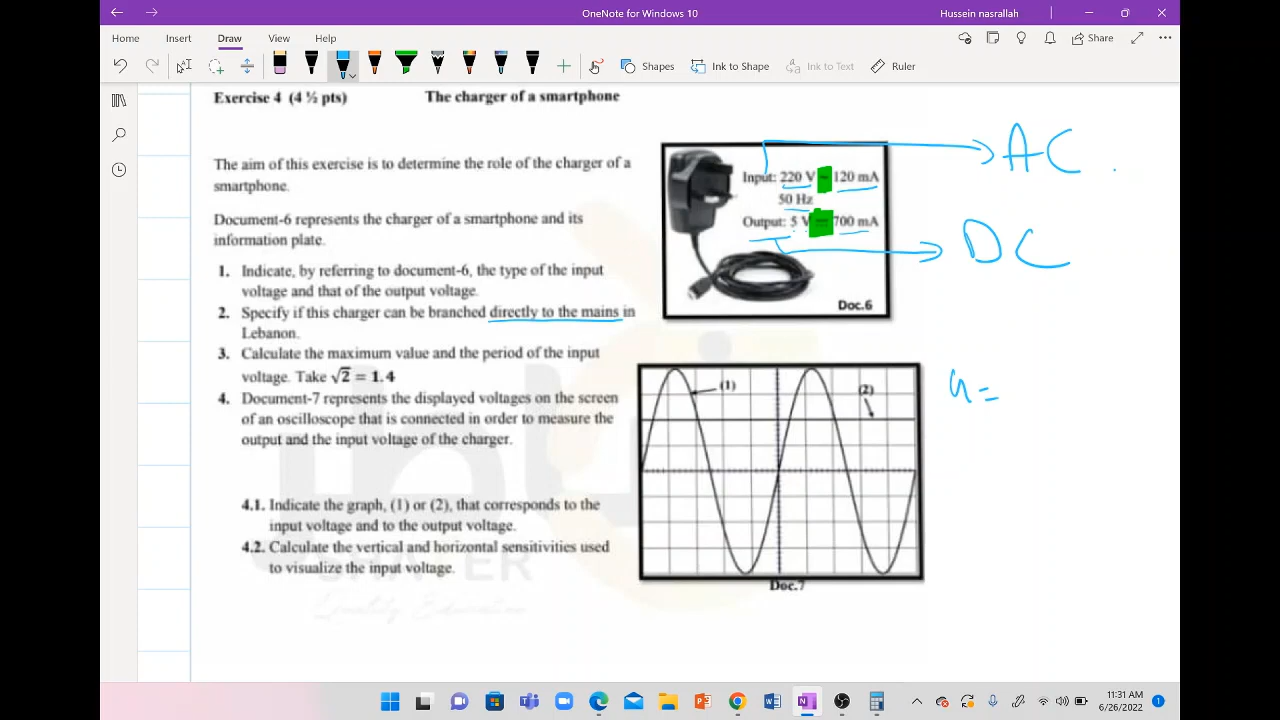 OneNote for Windows 10
Hussein nasrallah
Home Insert Draw View Help
Share
Shapes Ink to Shape Ink to Text Ruler
Exercise 4 (4 ½ pts) The charger of a smartphone
The aim of this exercise is to determine the role of the charger of a
smartphone.
Document-6 represents the charger of a smartphone and its
information plate.
1. Indicate, by referring to document-6, the type of the input
voltage and that of the output voltage.
2. Specify if this charger can be branched directly to the mains in
Lebanon.
3. Calculate the maximum value and the period of the input
voltage. Take √2 = 1.4
4. Document-7 represents the displayed voltages on the screen
of an oscilloscope that is connected in order to measure the
output and the input voltage of the charger.
4.1. Indicate the graph, (1) or (2), that corresponds to the
input voltage and to the output voltage.
4.2. Calculate the vertical and horizontal sensitivities used
to visualize the input voltage.
Input: 220 V ~ 120 mA
50 Hz
Output: 5 V = 700 mA
Doc.6
AC
DC
(1)
(2)
Doc.7
u=
Quality Education
11:31 AM
6/26/2022
1